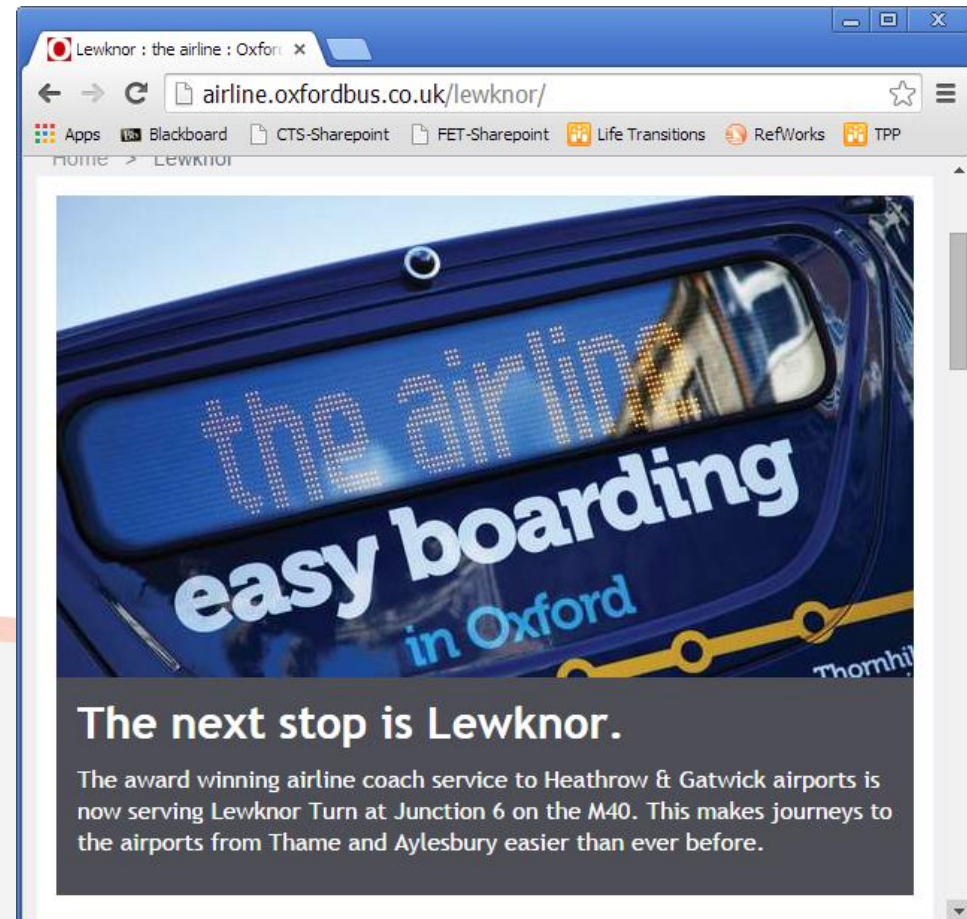 Lewknor : the airline : Oxfor
airline.oxfordbus.co.uk/lewknor/
Apps Blackboard CTS-Sharepoint FET-Sharepoint Life Transitions RefWorks TPP
Home > Lewknor
the airline
easy boarding
in Oxford
Thornhil
The next stop is Lewknor.
The award winning airline coach service to Heathrow & Gatwick airports is
now serving Lewknor Turn at Junction 6 on the M40. This makes journeys to
the airports from Thame and Aylesbury easier than ever before.